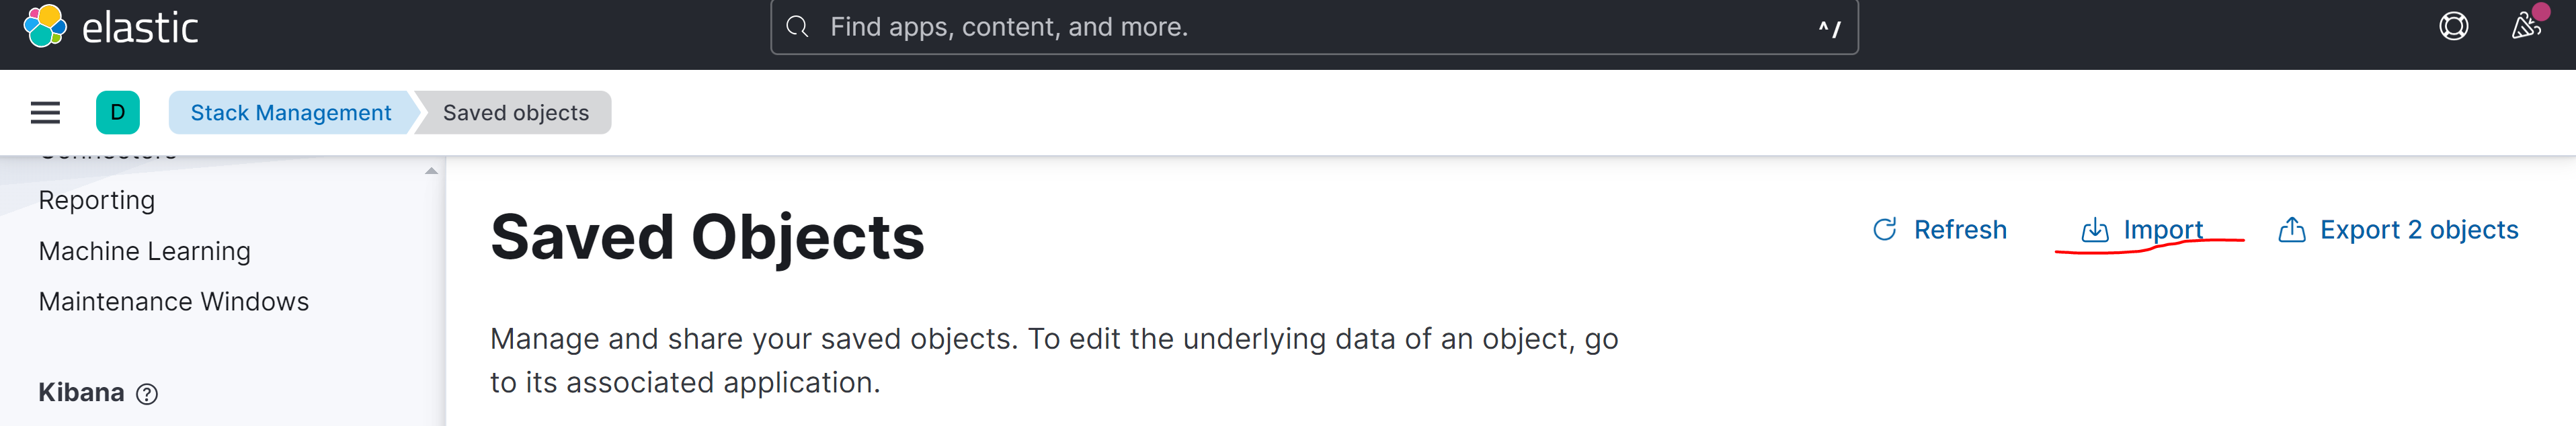 elastic
Find apps, content, and more.
^/
D
Stack Management
Saved objects
Connectors
Reporting
Machine Learning
Maintenance Windows
Kibana
Saved Objects
Refresh
Import
Export 2 objects
Manage and share your saved objects. To edit the underlying data of an object, go
to its associated application.